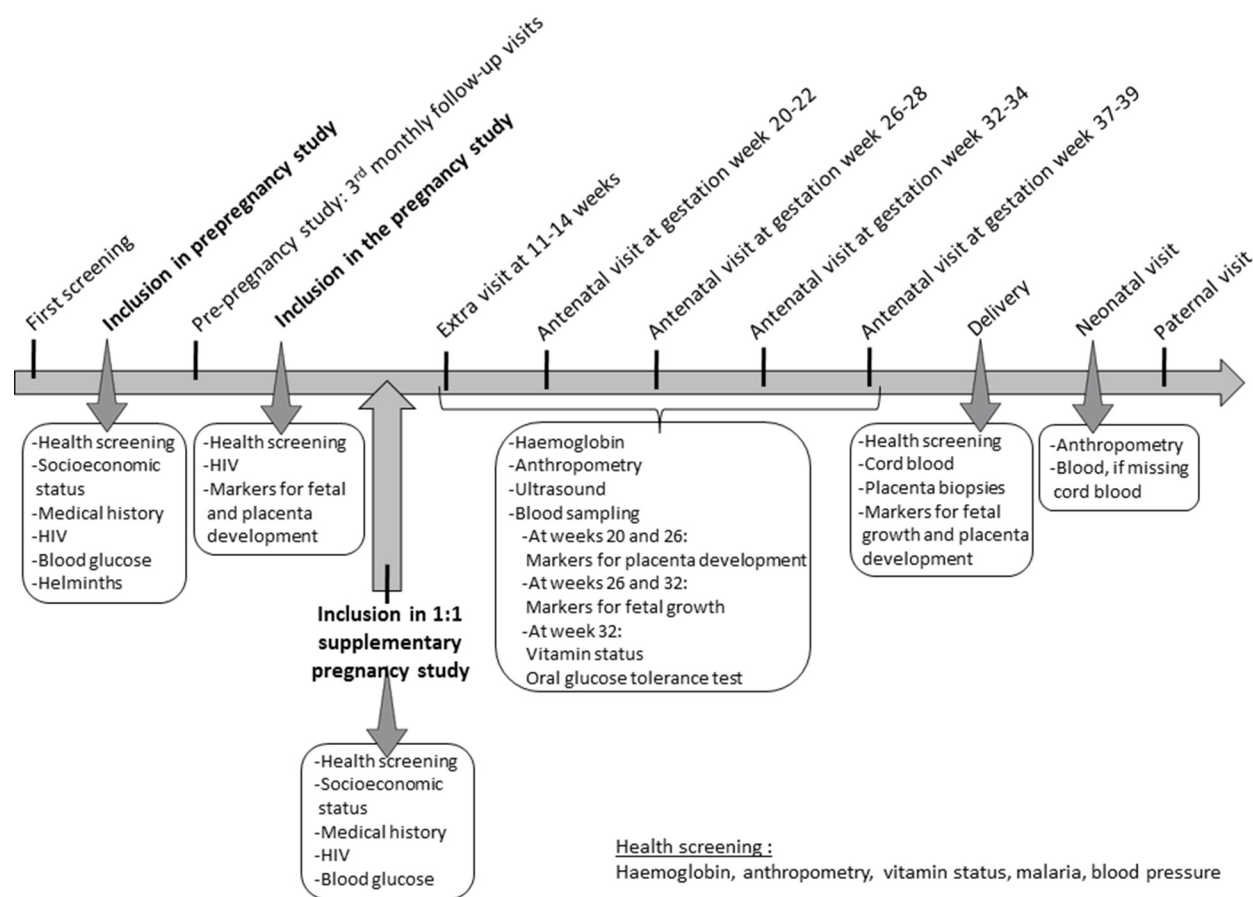 First screening
Inclusion in prepregnancy study
Pre-pregnancy study: 3rd monthly follow-up visits
Inclusion in the pregnancy study
Extra visit at 11-14 weeks
Antenatal visit at gestation week 20-22
Antenatal visit at gestation week 26-28
Antenatal visit at gestation week 32-34
Antenatal visit at gestation week 37-39
Delivery
Neonatal visit
Paternal visit
-Health screening
-Socioeconomic
status
-Medical history
-HIV
-Blood glucose
-Helminths
-Health screening
-HIV
-Markers for fetal
and placenta
development
Inclusion in 1:1
supplementary
pregnancy study
-Health screening
-Socioeconomic
status
-Medical history
-HIV
-Blood glucose
-Haemoglobin
-Anthropometry
-Ultrasound
-Blood sampling
-At weeks 20 and 26:
Markers for placenta development
-At weeks 26 and 32:
Markers for fetal growth
-At week 32:
Vitamin status
Oral glucose tolerance test
-Health screening
-Cord blood
-Placenta biopsies
-Markers for fetal
growth and placenta
development
-Anthropometry
-Blood, if missing
cord blood
Health screening :
Haemoglobin, anthropometry, vitamin status, malaria, blood pressure